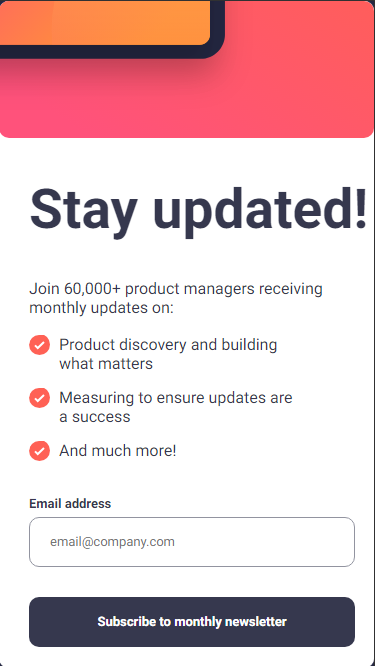 Stay updated!
Join 60,000+ product managers receiving
monthly updates on:
Product discovery and building
what matters
Measuring to ensure updates are
a success
And much more!
Email address
email@company.com
Subscribe to monthly newsletter